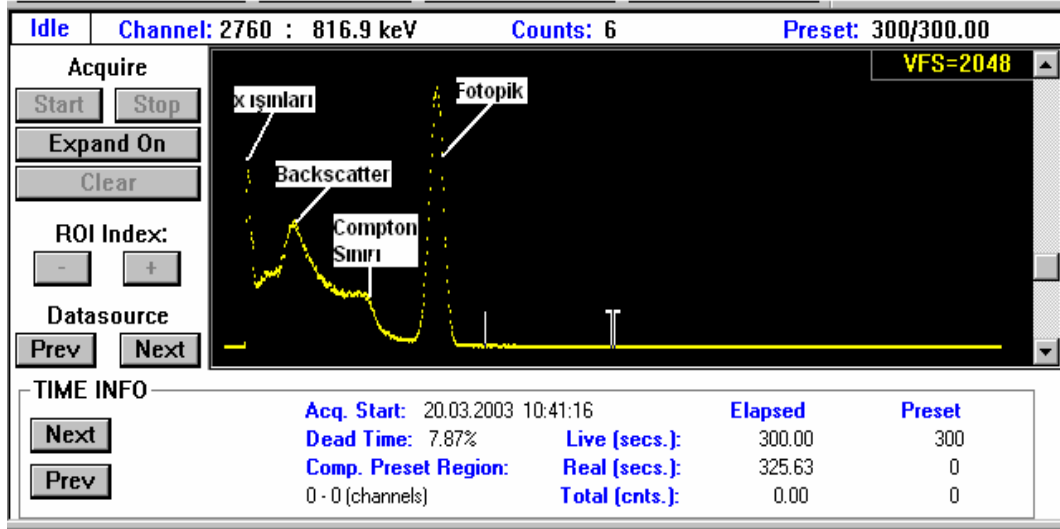 Idle Channel: 2760 : 816.9 keV Counts: 6 Preset: 300/300.00
Acquire
Start Stop
Expand On
Clear
ROI Index:
- +
Datasource
Prev Next
VFS=2048
x ışınları
Fotopik
Backscatter
Compton
Sınırı
TIME INFO
Next
Prev
Acq. Start: 20.03.2003 10:41:16 Elapsed Preset
Dead Time: 7.87% Live (secs.): 300.00 300
Comp. Preset Region: Real (secs.): 325.63 0
0 - 0 (channels) Total (cnts.): 0.00 0